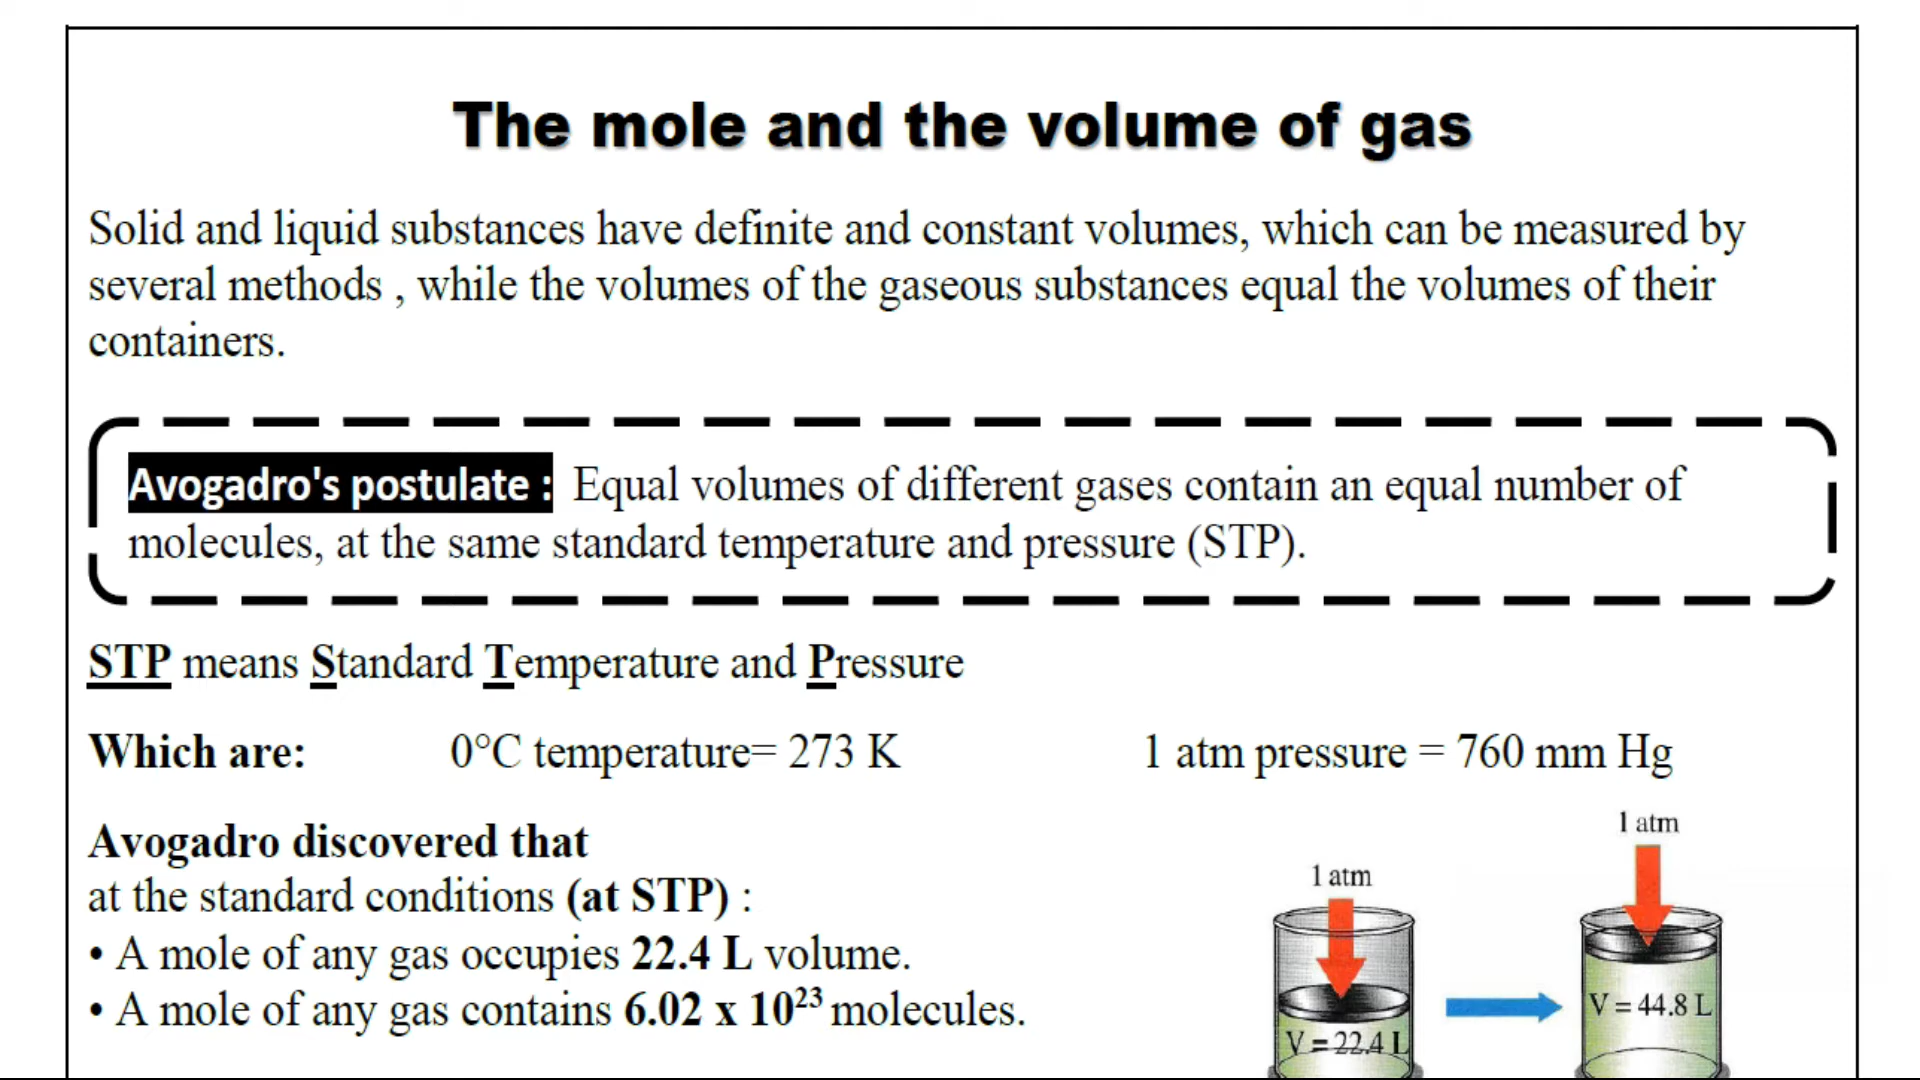 The mole and the volume of gas
Solid and liquid substances have definite and constant volumes, which can be measured by
several methods , while the volumes of the gaseous substances equal the volumes of their
containers.
Avogadro's postulate : Equal volumes of different gases contain an equal number of
molecules, at the same standard temperature and pressure (STP).
STP means Standard Temperature and Pressure
Which are: 0°C temperature= 273 K 1 atm pressure = 760 mm Hg
Avogadro discovered that
at the standard conditions (at STP) :
• A mole of any gas occupies 22.4 L volume.
• A mole of any gas contains 6.02 x 10²³ molecules.
1 atm
1 atm
V = 22.4 L
V = 44.8 L